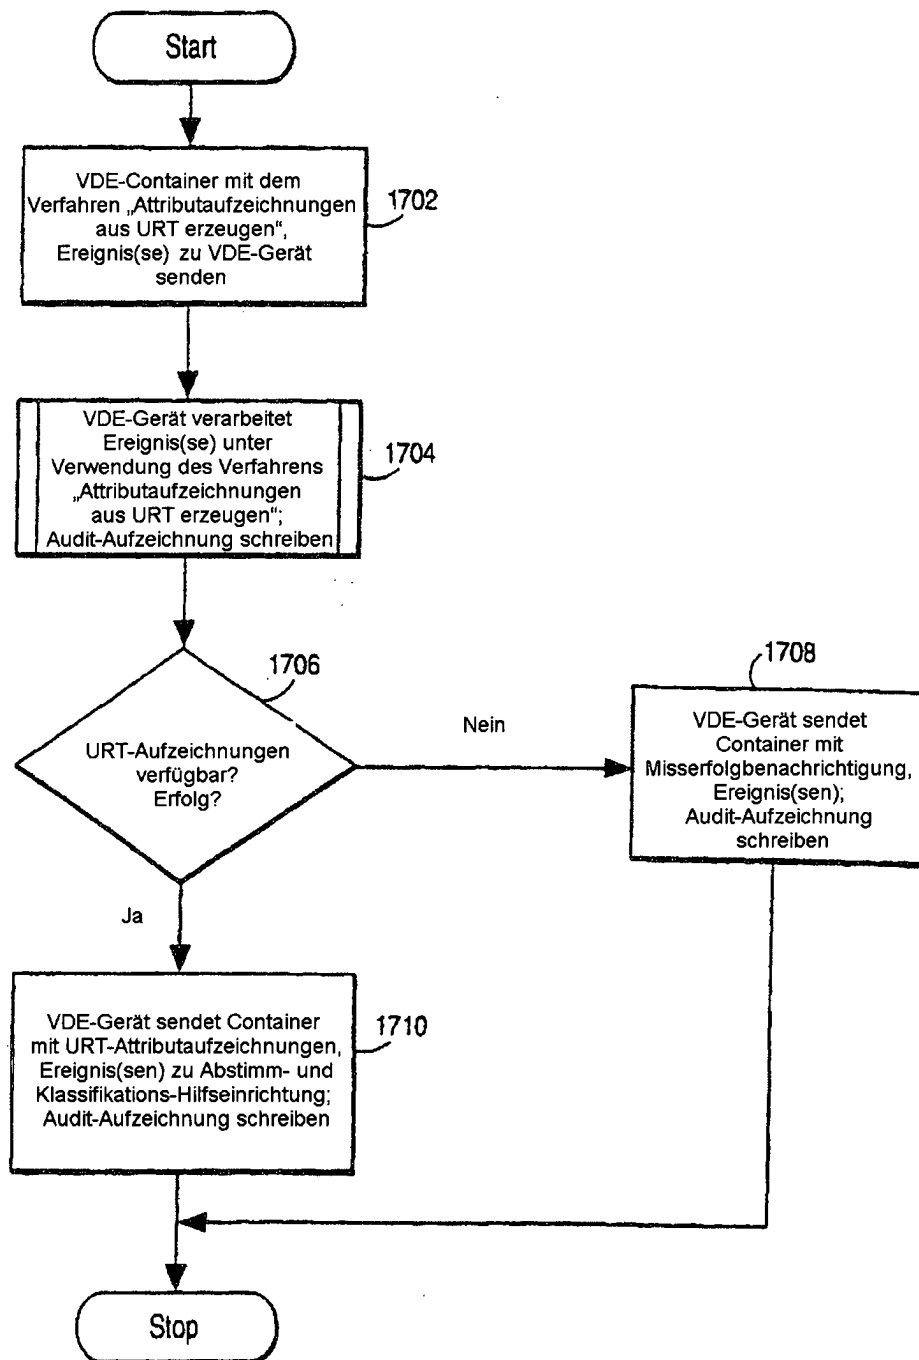 Start
VDE-Container mit dem
Verfahren „Attributaufzeichnungen
aus URT erzeugen“,
Ereignis(se) zu VDE-Gerät
senden
1702
VDE-Gerät verarbeitet
Ereignis(se) unter
Verwendung des Verfahrens
„Attributaufzeichnungen
aus URT erzeugen“;
Audit-Aufzeichnung schreiben
1704
1706
URT-Aufzeichnungen
verfügbar?
Erfolg?
Nein
1708
VDE-Gerät sendet
Container mit
Misserfolgbenachrichtigung,
Ereignis(sen);
Audit-Aufzeichnung
schreiben
Ja
VDE-Gerät sendet Container
mit URT-Attributaufzeichnungen,
Ereignis(sen) zu Abstimm- und
Klassifikations-Hilfseinrichtung;
Audit-Aufzeichnung schreiben
1710
Stop